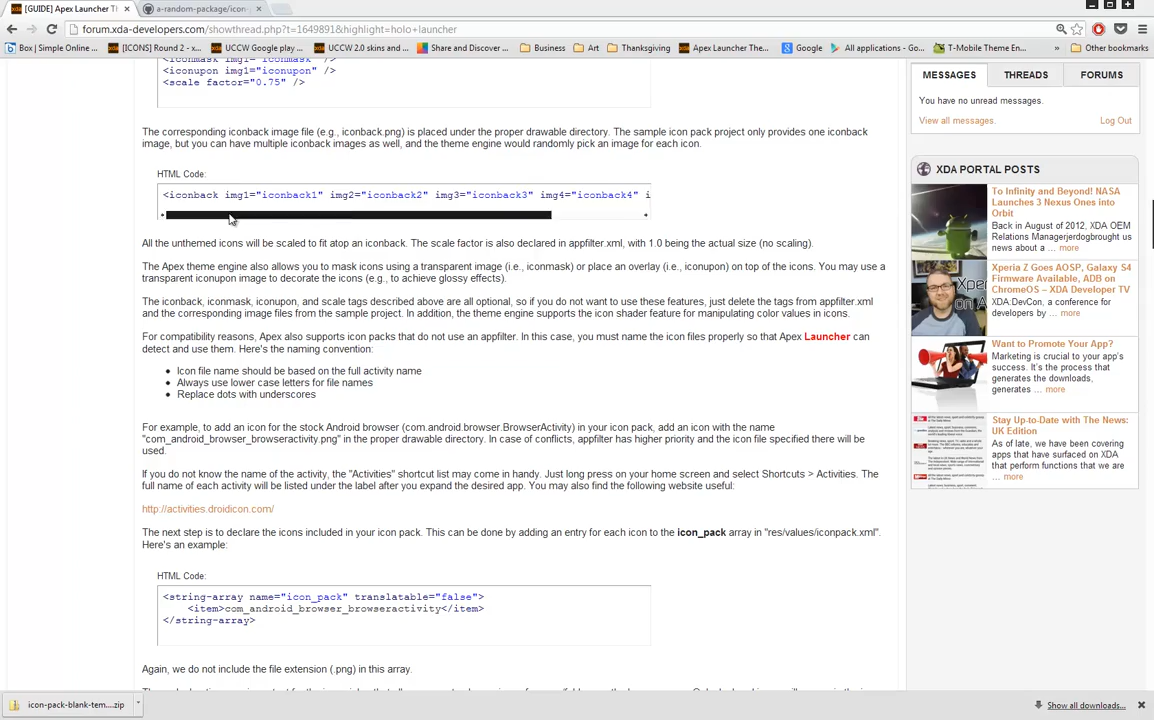 [GUIDE] Apex Launcher T
a-random-package/icon
forum.xda-developers.com/showthread.php?t=1649891&highlight=holo+launcher
Box | Simple Online ...
[ICONS] Round 2 - x...
UCCW Google play ...
UCCW 2.0 skins and ...
Share and Discover ...
Business
Art
Thanksgiving
Apex Launcher The...
Google
All applications - Go...
T-Mobile Theme En...
»
Other bookmarks
<iconmask img1="iconmask" />
<iconupon img1="iconupon" />
<scale factor="0.75" />
The corresponding iconback image file (e.g., iconback.png) is placed under the proper drawable directory. The sample icon pack project only provides one iconback
image, but you can have multiple iconback images as well, and the theme engine would randomly pick an image for each icon.
HTML Code:
<iconback img1="iconback1" img2="iconback2" img3="iconback3" img4="iconback4" i
All the unthemed icons will be scaled to fit atop an iconback. The scale factor is also declared in appfilter.xml, with 1.0 being the actual size (no scaling).
The Apex theme engine also allows you to mask icons using a transparent image (i.e., iconmask) or place an overlay (i.e., iconupon) on top of the icons. You may use a
transparent iconupon image to decorate the icons (e.g., to achieve glossy effects).
The iconback, iconmask, iconupon, and scale tags described above are all optional, so if you do not want to use these features, just delete the tags from appfilter.xml
and the corresponding image files from the sample project. In addition, the theme engine supports the icon shader feature for manipulating color values in icons.
For compatibility reasons, Apex also supports icon packs that do not use an appfilter. In this case, you must name the icon files properly so that Apex Launcher can
detect and use them. Here's the naming convention:
• Icon file name should be based on the full activity name
• Always use lower case letters for file names
• Replace dots with underscores
For example, to add an icon for the stock Android browser (com.android.browser.BrowserActivity) in your icon pack, add an icon with the name
"com_android_browser_browseractivity.png" in the proper drawable directory. In case of conflicts, appfilter has higher priority and the icon file specified there will be
used.
If you do not know the name of the activity, the "Activities" shortcut list may come in handy. Just long press on your home screen and select Shortcuts > Activities. The
full name of each activity will be listed under the label after you expand the desired app. You may also find the following website useful:
http://activities.droidicon.com/
The next step is to declare the icons included in your icon pack. This can be done by adding an entry for each icon to the icon_pack array in "res/values/iconpack.xml".
Here's an example:
HTML Code:
<string-array name="icon_pack" translatable="false">
<item>com_android_browser_browseractivity</item>
</string-array>
Again, we do not include the file extension (.png) in this array.
MESSAGES
THREADS
FORUMS
You have no unread messages.
View all messages.
Log Out
XDA PORTAL POSTS
To Infinity and Beyond! NASA
Launches 3 Nexus Ones into
Orbit
Back in August of 2012, XDA OEM
Relations Managerjerdogbrought us
news about a ... more
Xperia Z Goes AOSP, Galaxy S4
Firmware Available, ADB on
ChromeOS – XDA Developer TV
XDA:DevCon, a conference for
developers by ... more
Want to Promote Your App?
Marketing is crucial to your app's
success. It's the process that
generates the downloads,
generates ... more
Stay Up-to-Date with The News:
UK Edition
As of late, we have been covering
apps that have surfaced on XDA
that perform functions that we are
... more
icon-pack-blank-tem....zip
Show all downloads...